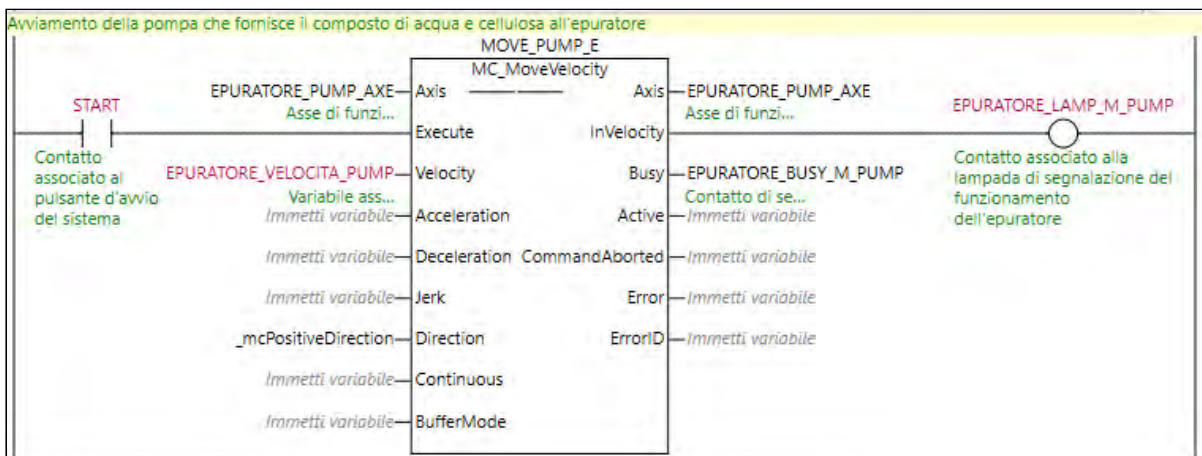 Avviamento della pompa che fornisce il composto di acqua e cellulosa all'epuratore
MOVE_PUMP_E
MC_MoveVelocity
EPURATORE_PUMP_AXE
Axis
Axis
EPURATORE_PUMP_AXE
Asse di funzi...
Asse di funzi...
START
EPURATORE_LAMP_M_PUMP
Execute
InVelocity
Contatto
associato al
pulsante d'avvio
del sistema
EPURATORE_VELOCITA_PUMP
Velocity
Busy
EPURATORE_BUSY_M_PUMP
Variabile ass...
Contatto di se...
Contatto associato alla
lampada di segnalazione del
funzionamento
dell'epuratore
Immetti variabile
Acceleration
Active
Immetti variabile
Immetti variabile
Deceleration
CommandAborted
Immetti variabile
Immetti variabile
Jerk
Error
Immetti variabile
_mcPositiveDirection
Direction
ErrorID
Immetti variabile
Immetti variabile
Continuous
Immetti variabile
BufferMode